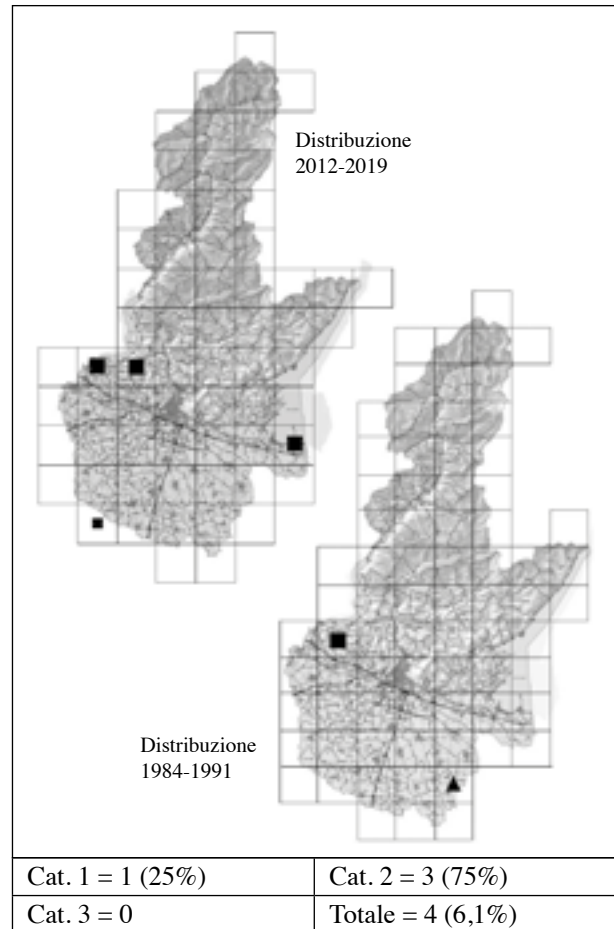 Distribuzione
2012-2019
Distribuzione
1984-1991
Cat. 1 = 1 (25%)
Cat. 2 = 3 (75%)
Cat. 3 = 0
Totale = 4 (6,1%)